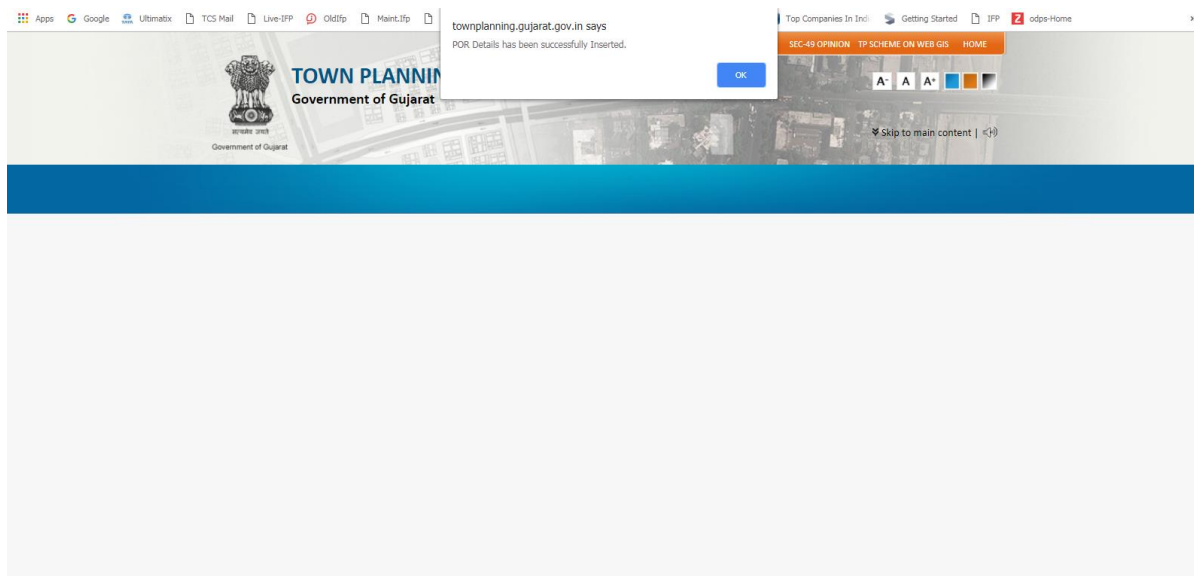 Apps Google Ultimatix TCS Mail Live-IFP OldIfp Maint.Ifp Top Companies In Indi Getting Started IFP odps-Home »
townplanning.gujarat.gov.in says
POR Details has been successfully Inserted.
OK
SEC-49 OPINION TP SCHEME ON WEB GIS HOME
TOWN PLANNIN
Government of Gujarat
A- A A+
सत्यमेव जयते
Government of Gujarat
Skip to main content |